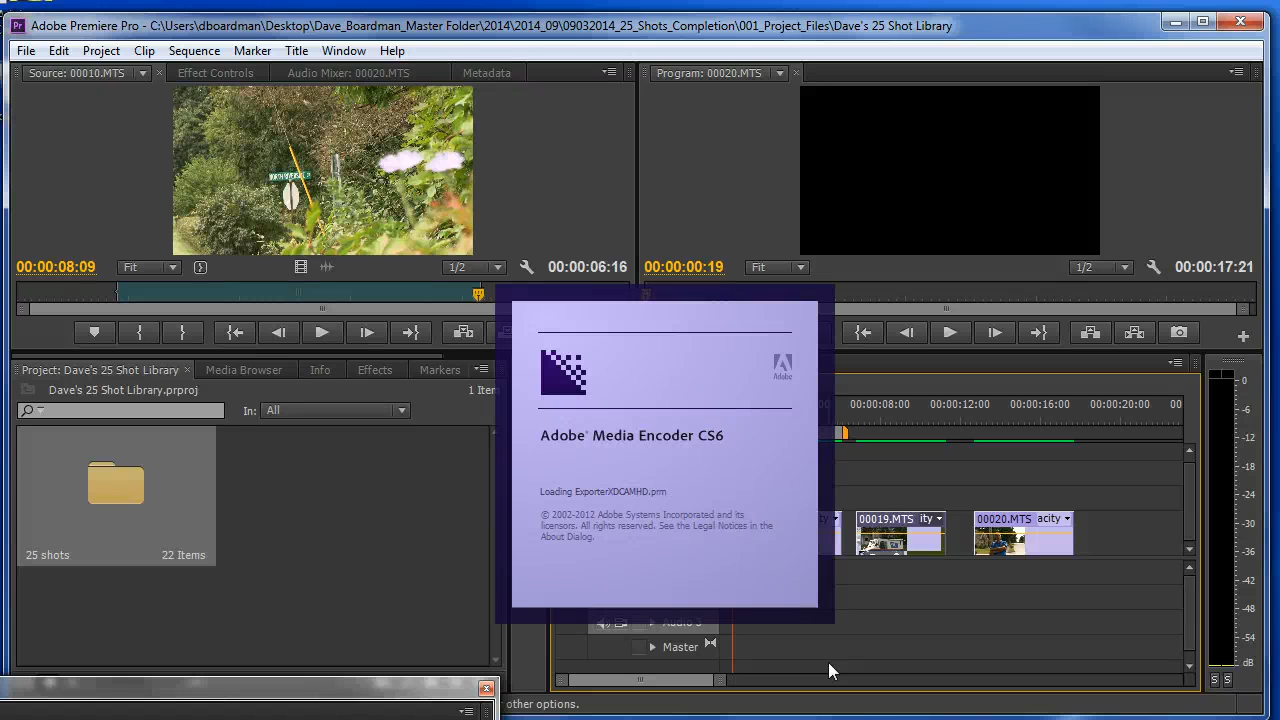 Adobe Premiere Pro - C:\Users\dboardman\Desktop\Dave_Boardman_Master Folder\2014\2014_09\09032014_25_Shots_Completion\001_Project_Files\Dave's 25 Shot Library
File Edit Project Clip Sequence Marker Title Window Help
Source: 00010.MTS Effect Controls Audio Mixer: 00020.MTS Metadata Program: 00020.MTS
00:00:08:09 Fit 1/2 00:00:06:16 00:00:00:19 Fit 1/2 00:00:17:21
Project: Dave's 25 Shot Library Media Browser Info Effects Markers
Dave's 25 Shot Library.prproj 1 Item
In: All
00:00:08:00 00:00:12:00 00:00:16:00 00:00:20:00 00
25 shots 22 Items
Adobe
Adobe® Media Encoder CS6
Loading ExporterXDCAMHD.prm
© 2002-2012 Adobe Systems Incorporated and its
licensors. All rights reserved. See the Legal Notices in the
About Dialog.
00019.MTS ity 00020.MTS acity
Audio 3
Master
other options.
0
-6
-12
-18
-24
-30
-36
-42
-48
-54
dB
S S